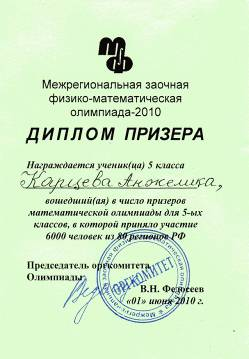 Межрегиональная заочная
физико-математическая
олимпиада-2010
ДИПЛОМ ПРИЗЕРА
Награждается ученик(ца) 5 класса
Карцева Анжелика,
вошедший(ая) в число призеров
математической олимпиады для 5-ых
классов, в которой приняло участие
6000 человек из 80 регионов РФ
Председатель оргкомитета
Олимпиады
В.Н. Федосеев
«01» июня 2010 г.
ОРГКОМИТЕТ